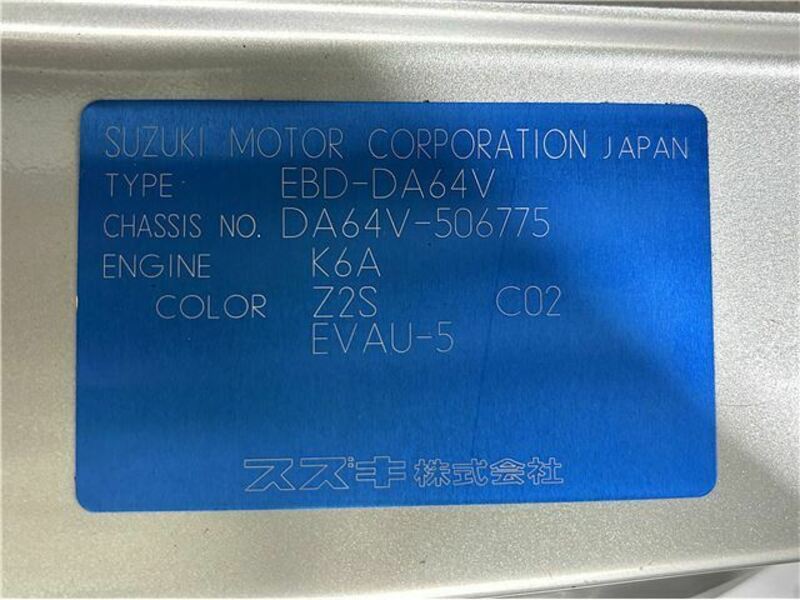 SUZUKI MOTOR CORPORATION JAPAN
TYPE EBD-DA64V
CHASSIS NO. DA64V-506775
ENGINE K6A
COLOR Z2S C02
EVAU-5
スズキ株式会社